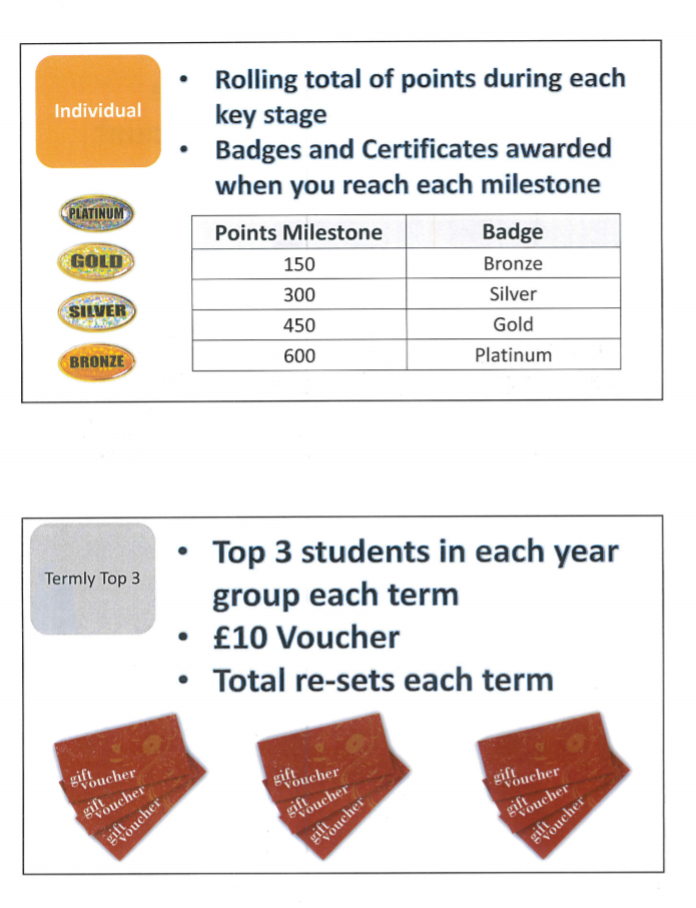 Individual
• Rolling total of points during each
key stage
• Badges and Certificates awarded
when you reach each milestone
PLATINUM
GOLD
SILVER
BRONZE
Points Milestone Badge
150 Bronze
300 Silver
450 Gold
600 Platinum
Termly Top 3
• Top 3 students in each year
group each term
• £10 Voucher
• Total re-sets each term
gift voucher
gift voucher
gift voucher
gift voucher
gift voucher
gift voucher
gift voucher
gift voucher
gift voucher